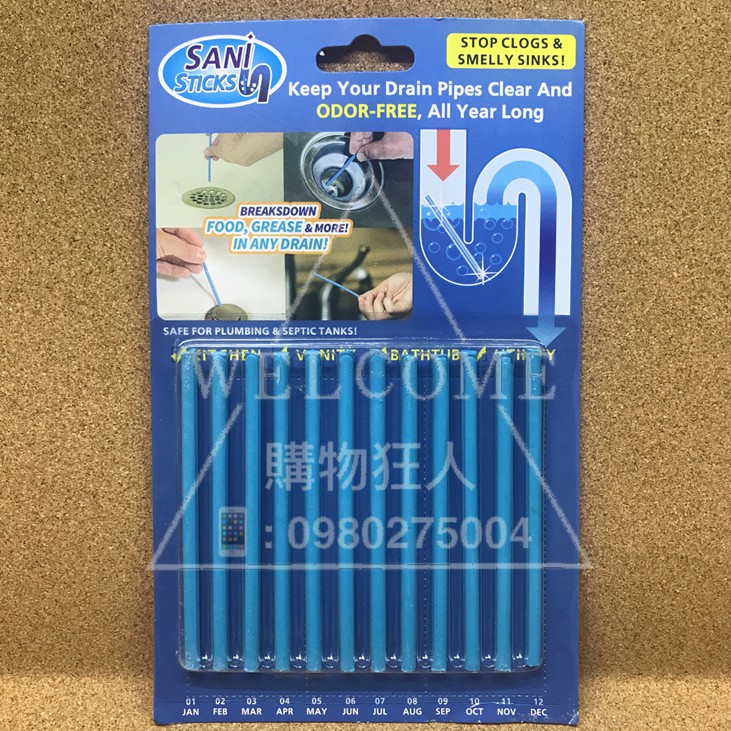 SANI
STICKS
STOP CLOGS &
SMELLY SINKS!
Keep Your Drain Pipes Clear And
ODOR-FREE, All Year Long
BREAKSDOWN
FOOD, GREASE & MORE!
IN ANY DRAIN!
SAFE FOR PLUMBING & SEPTIC TANKS!
KITCHEN VANITY BATHTUB UTILITY
WELCOME
購物狂人
: 0980275004
01 02 03 04 05 06 07 08 09 10 11 12
JAN FEB MAR APR MAY JUN JUL AUG SEP OCT NOV DEC